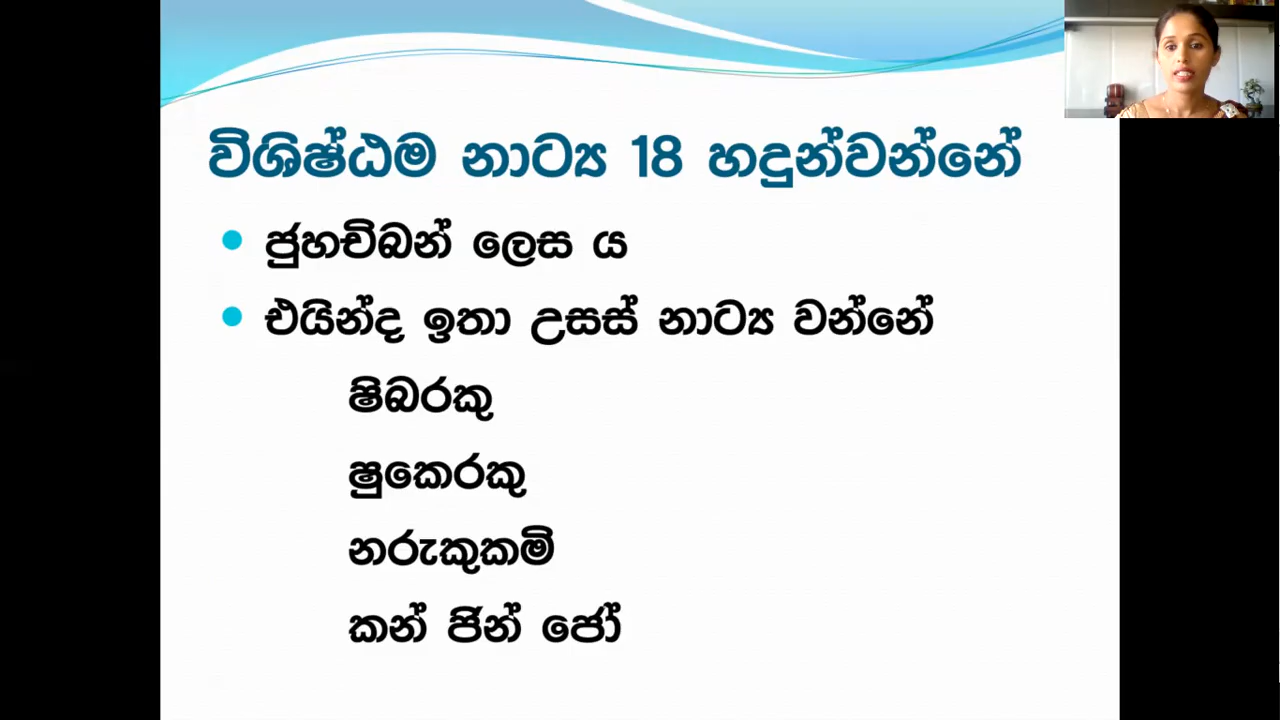 විශිෂ්ඨම නාට්‍ය 18 හඳුන්වන්නේ
ජුහචිබන් ලෙස ය
එයින්ද ඉතා උසස් නාට්‍ය වන්නේ
ෂිබරකු
ෂුකෙරකු
නරුකුකමි
කන් ජින් ජෝ